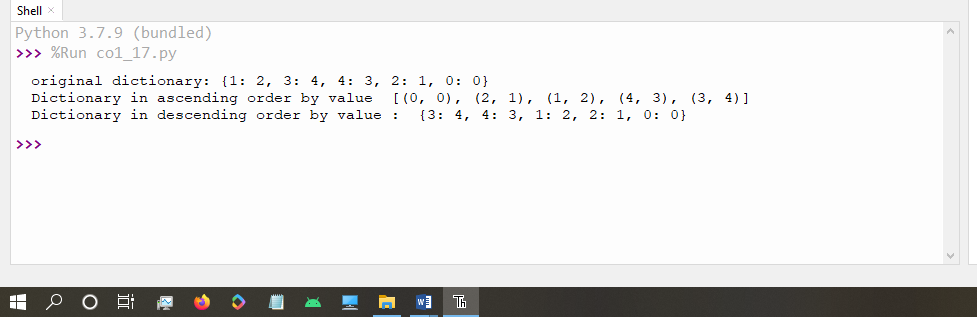 Shell ×
Python 3.7.9 (bundled)
>>> %Run co1_17.py
original dictionary: {1: 2, 3: 4, 4: 3, 2: 1, 0: 0}
Dictionary in ascending order by value  [(0, 0), (2, 1), (1, 2), (4, 3), (3, 4)]
Dictionary in descending order by value :  {3: 4, 4: 3, 1: 2, 2: 1, 0: 0}
>>>